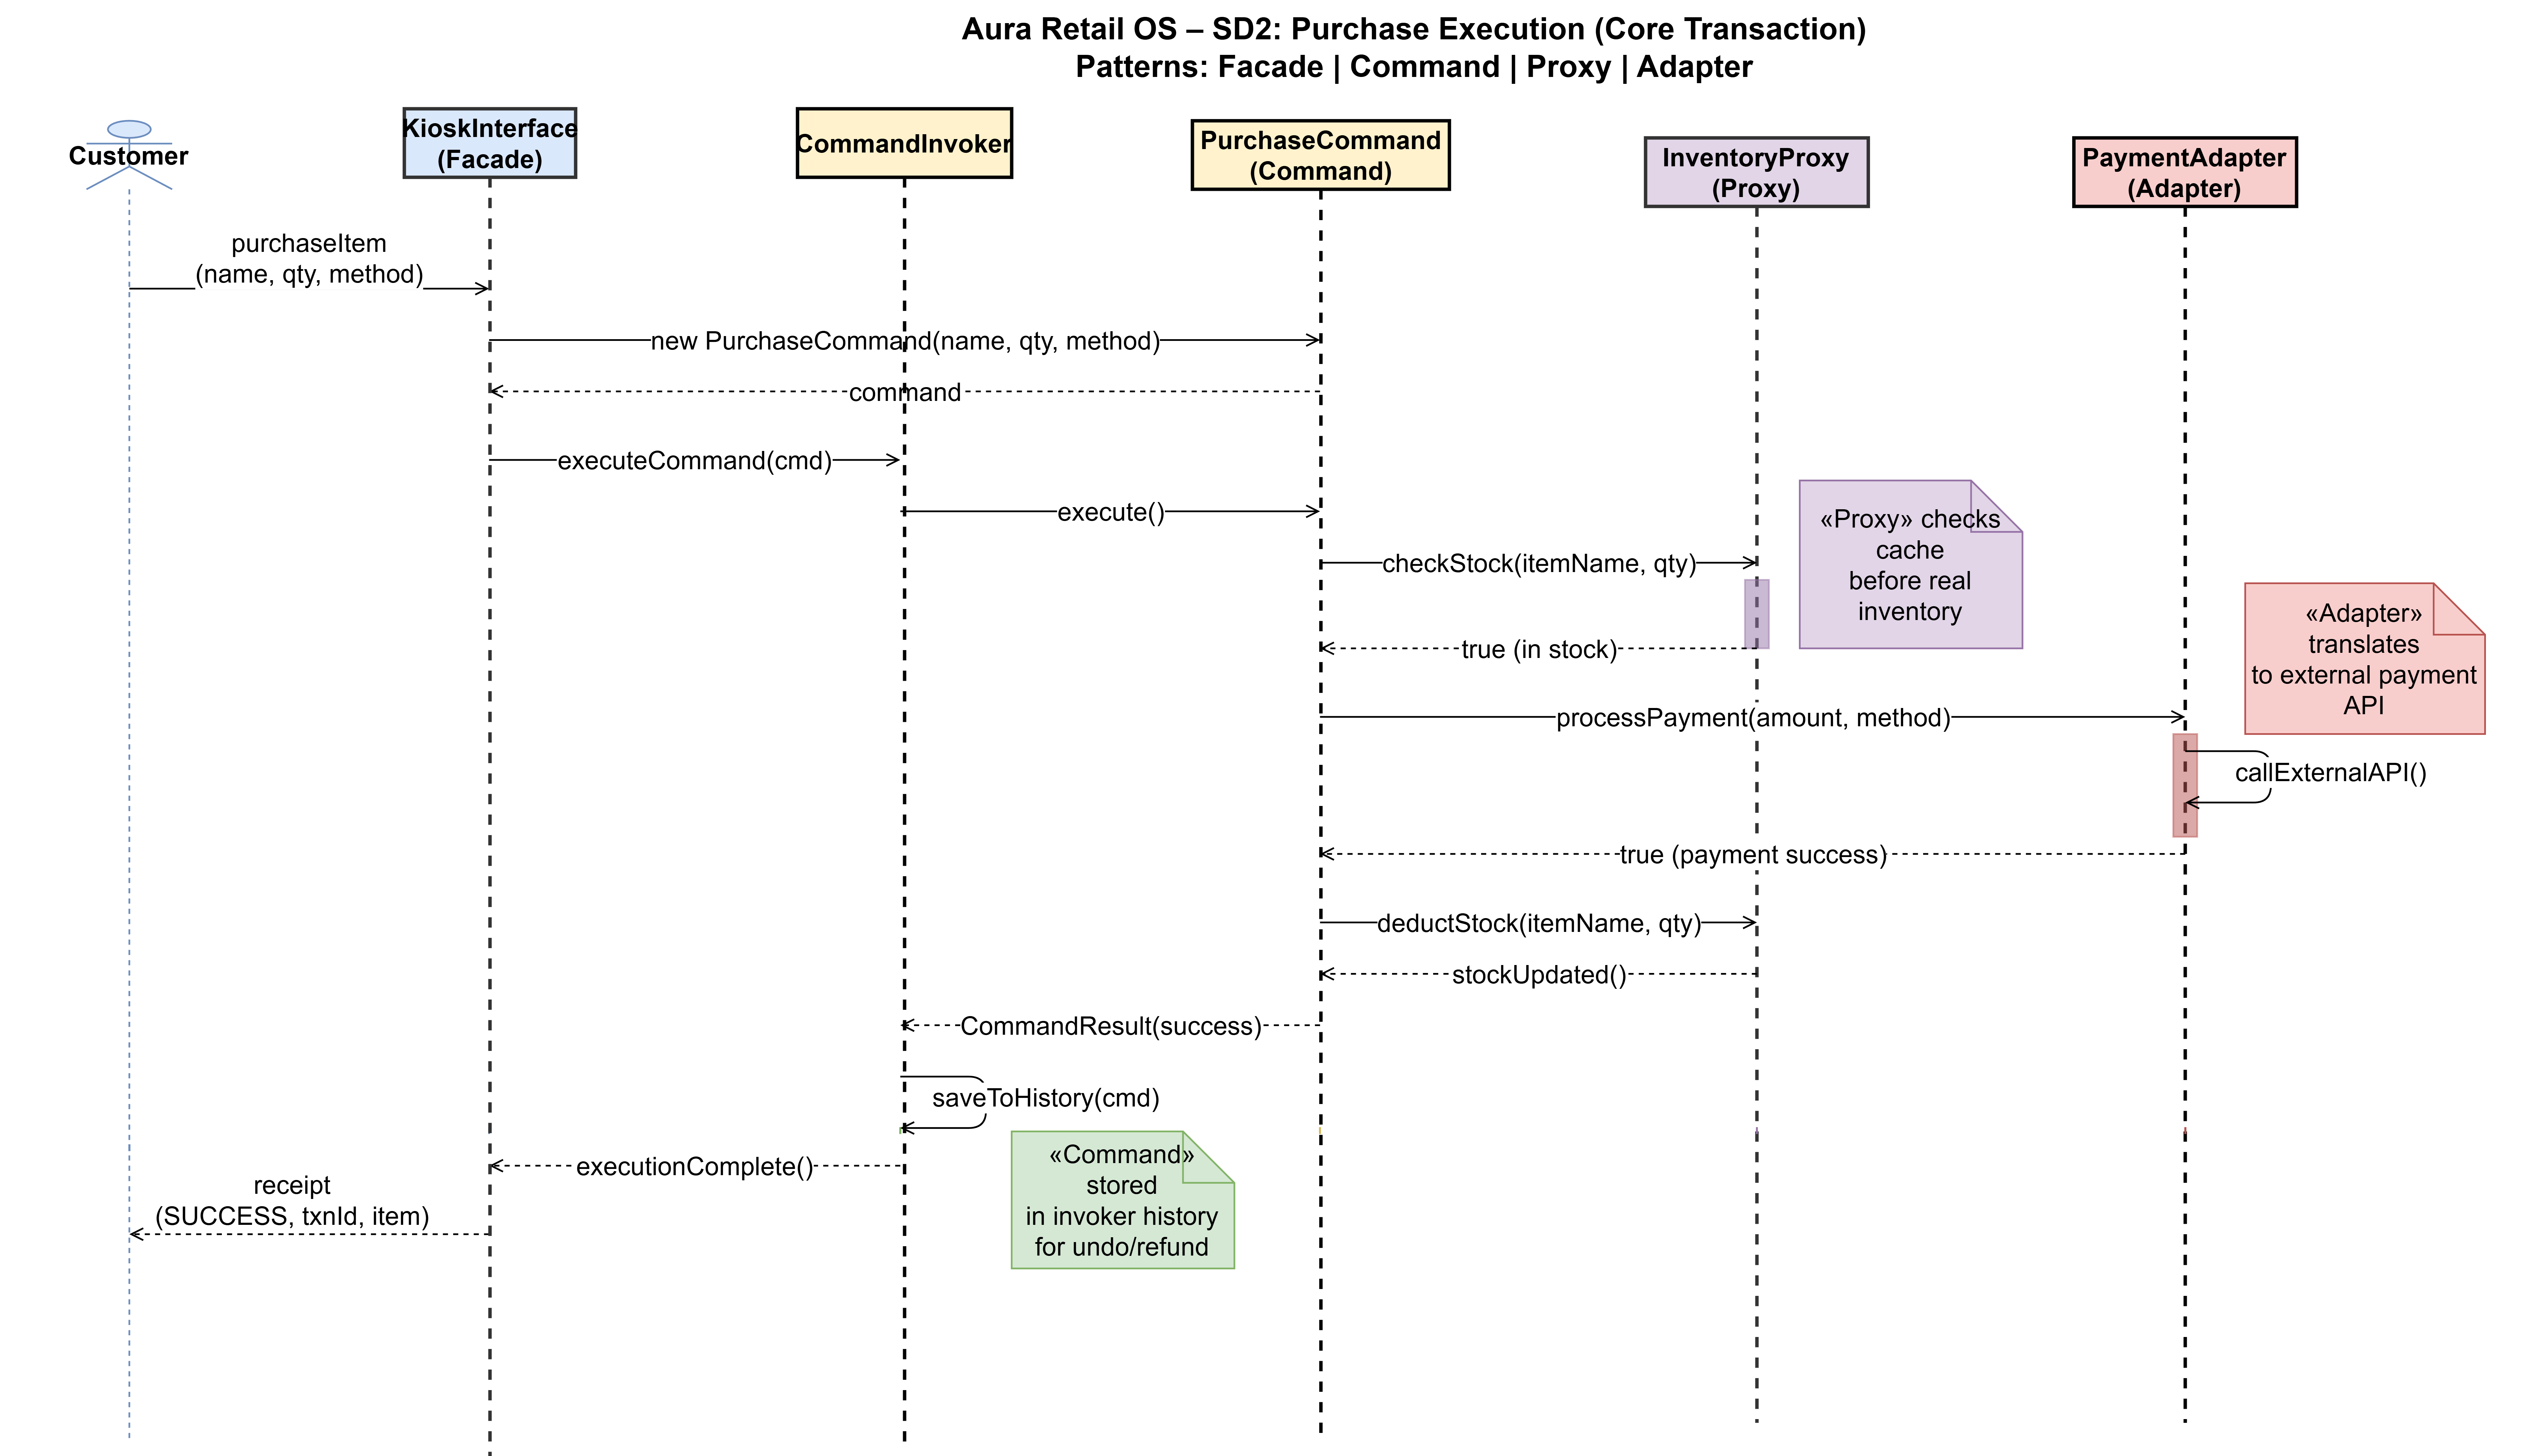 Aura Retail OS – SD2: Purchase Execution (Core Transaction)
Patterns: Facade | Command | Proxy | Adapter
Customer
KioskInterface
(Facade)
CommandInvoker
PurchaseCommand
(Command)
InventoryProxy
(Proxy)
PaymentAdapter
(Adapter)
purchaseItem
(name, qty, method)
new PurchaseCommand(name, qty, method)
command
executeCommand(cmd)
execute()
«Proxy» checks
cache
before real
inventory
checkStock(itemName, qty)
true (in stock)
«Adapter»
translates
to external payment
API
processPayment(amount, method)
callExternalAPI()
true (payment success)
deductStock(itemName, qty)
stockUpdated()
CommandResult(success)
saveToHistory(cmd)
executionComplete()
«Command»
stored
in invoker history
for undo/refund
receipt
(SUCCESS, txnId, item)